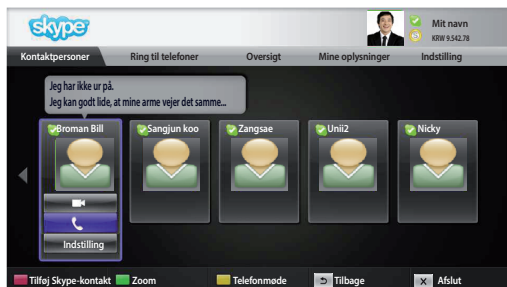 skype
Mit navn
KRW 9.542.78
Kontaktpersoner Ring til telefoner Oversigt Mine oplysninger Indstilling
Jeg har ikke ur på.
Jeg kan godt lide, at mine arme vejer det samme...
Broman Bill Sangjun koo Zangsae Unii2 Nicky
Indstilling
Tilføj Skype-kontakt Zoom Telefonmøde Tilbage X Afslut